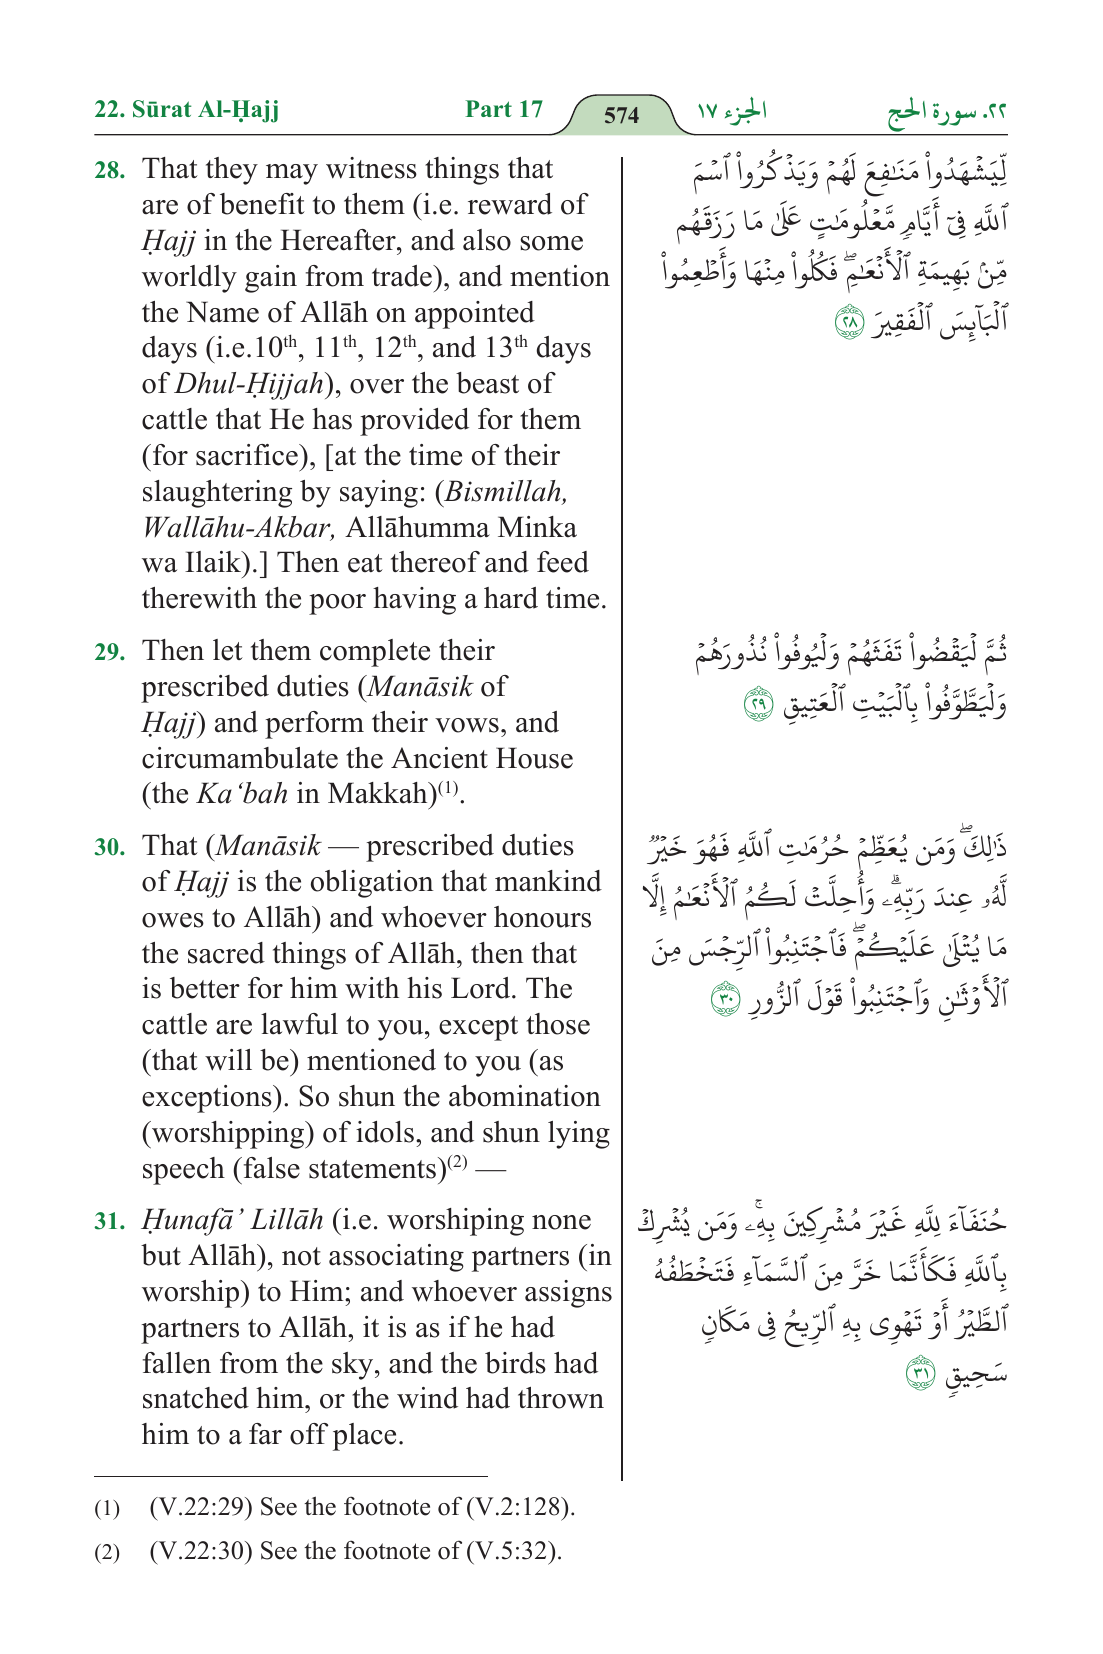 22. Sūrat Al-Ḥajj Part 17 574 الجزء ١٧ ٢٢. سورة الحج
28. That they may witness things that
are of benefit to them (i.e. reward of
Ḥajj in the Hereafter, and also some
worldly gain from trade), and mention
the Name of Allāh on appointed
days (i.e.10th, 11th, 12th, and 13th days
of Dhul-Ḥijjah), over the beast of
cattle that He has provided for them
(for sacrifice), [at the time of their
slaughtering by saying: (Bismillah,
Wallāhu-Akbar, Allāhumma Minka
wa Ilaik).] Then eat thereof and feed
therewith the poor having a hard time.
لِّيَشْهَدُوا۟ مَنَـٰفِعَ لَهُمْ وَيَذْكُرُوا۟ ٱسْمَ
ٱللَّهِ فِىٓ أَيَّامٍ مَّعْلُومَـٰتٍ عَلَىٰ مَا رَزَقَهُم
مِّنۢ بَهِيمَةِ ٱلْأَنْعَـٰمِ ۖ فَكُلُوا۟ مِنْهَا وَأَطْعِمُوا۟
ٱلْبَآئِسَ ٱلْفَقِيرَ ٢٨
29. Then let them complete their
prescribed duties (Manāsik of
Ḥajj) and perform their vows, and
circumambulate the Ancient House
(the Ka‘bah in Makkah)(1).
ثُمَّ لْيَقْضُوا۟ تَفَثَهُمْ وَلْيُوفُوا۟ نُذُورَهُمْ
وَلْيَطَّوَّفُوا۟ بِٱلْبَيْتِ ٱلْعَتِيقِ ٢٩
30. That (Manāsik — prescribed duties
of Ḥajj is the obligation that mankind
owes to Allāh) and whoever honours
the sacred things of Allāh, then that
is better for him with his Lord. The
cattle are lawful to you, except those
(that will be) mentioned to you (as
exceptions). So shun the abomination
(worshipping) of idols, and shun lying
speech (false statements)(2) —
ذَٰلِكَ ۖ وَمَن يُعَظِّمْ حُرُمَـٰتِ ٱللَّهِ فَهُوَ خَيْرٌ
لَّهُۥ عِندَ رَبِّهِۦ ۗ وَأُحِلَّتْ لَكُمُ ٱلْأَنْعَـٰمُ إِلَّا
مَا يُتْلَىٰ عَلَيْكُمْ ۖ فَٱجْتَنِبُوا۟ ٱلرِّجْسَ مِنَ
ٱلْأَوْثَـٰنِ وَٱجْتَنِبُوا۟ قَوْلَ ٱلزُّورِ ٣٠
31. Ḥunafā’ Lillāh (i.e. worshiping none
but Allāh), not associating partners (in
worship) to Him; and whoever assigns
partners to Allāh, it is as if he had
fallen from the sky, and the birds had
snatched him, or the wind had thrown
him to a far off place.
حُنَفَآءَ لِلَّهِ غَيْرَ مُشْرِكِينَ بِهِۦ ۚ وَمَن يُشْرِكْ
بِٱللَّهِ فَكَأَنَّمَا خَرَّ مِنَ ٱلسَّمَآءِ فَتَخْطَفُهُ
ٱلطَّيْرُ أَوْ تَهْوِى بِهِ ٱلرِّيحُ فِى مَكَانٍ
سَحِيقٍ ٣١
(1) (V.22:29) See the footnote of (V.2:128).
(2) (V.22:30) See the footnote of (V.5:32).